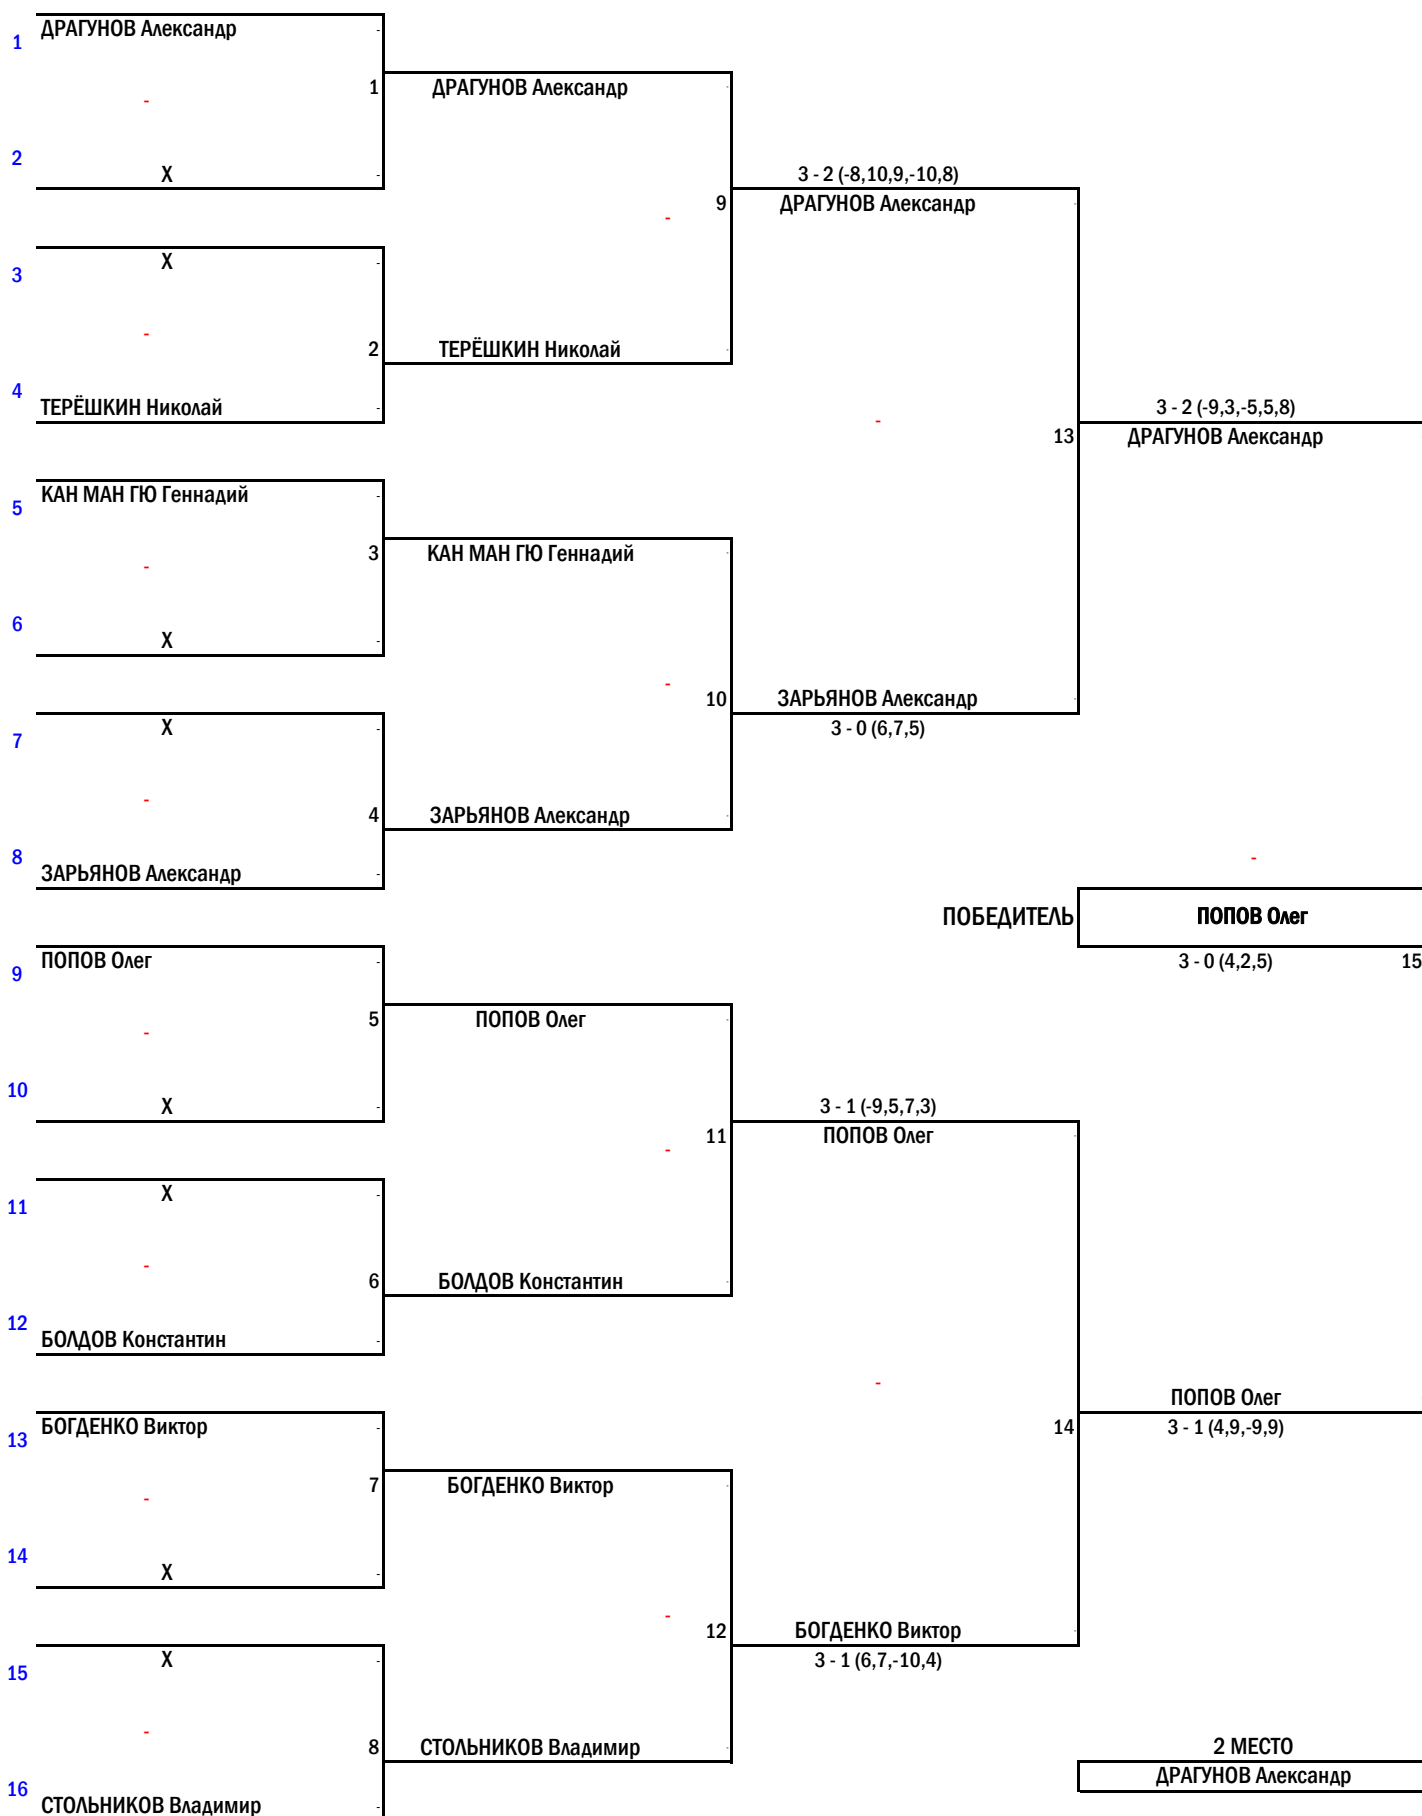 1 ДРАГУНОВ Александр
1 ДРАГУНОВ Александр
2 X
3 - 2 (-8,10,9,-10,8)
9 ДРАГУНОВ Александр
3 X
2 ТЕРЁШКИН Николай
4 ТЕРЁШКИН Николай
3 - 2 (-9,3,-5,5,8)
13 ДРАГУНОВ Александр
5 КАН МАН ГЮ Геннадий
3 КАН МАН ГЮ Геннадий
6 X
10 ЗАРЬЯНОВ Александр
3 - 0 (6,7,5)
7 X
4 ЗАРЬЯНОВ Александр
8 ЗАРЬЯНОВ Александр
ПОБЕДИТЕЛЬ ПОПОВ Олег
3 - 0 (4,2,5) 15
9 ПОПОВ Олег
5 ПОПОВ Олег
10 X
3 - 1 (-9,5,7,3)
11 ПОПОВ Олег
11 X
6 БОЛДОВ Константин
12 БОЛДОВ Константин
ПОПОВ Олег
14 3 - 1 (4,9,-9,9)
13 БОГДЕНКО Виктор
7 БОГДЕНКО Виктор
14 X
12 БОГДЕНКО Виктор
3 - 1 (6,7,-10,4)
15 X
8 СТОЛЬНИКОВ Владимир
16 СТОЛЬНИКОВ Владимир
2 МЕСТО
ДРАГУНОВ Александр